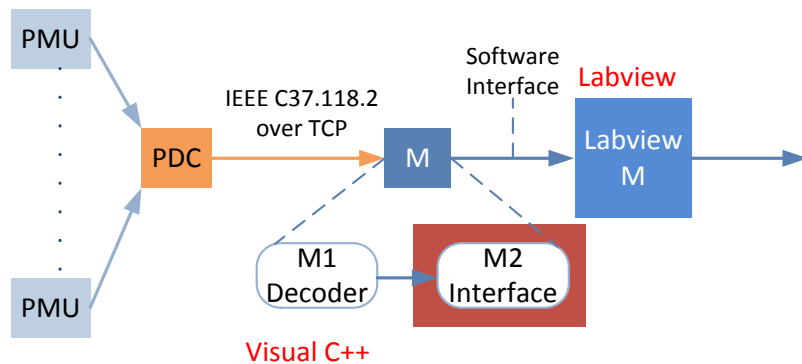 PMU
PMU
PDC
IEEE C37.118.2
over TCP
M
Software
Interface
Labview
Labview
M
M1
Decoder
M2
Interface
Visual C++